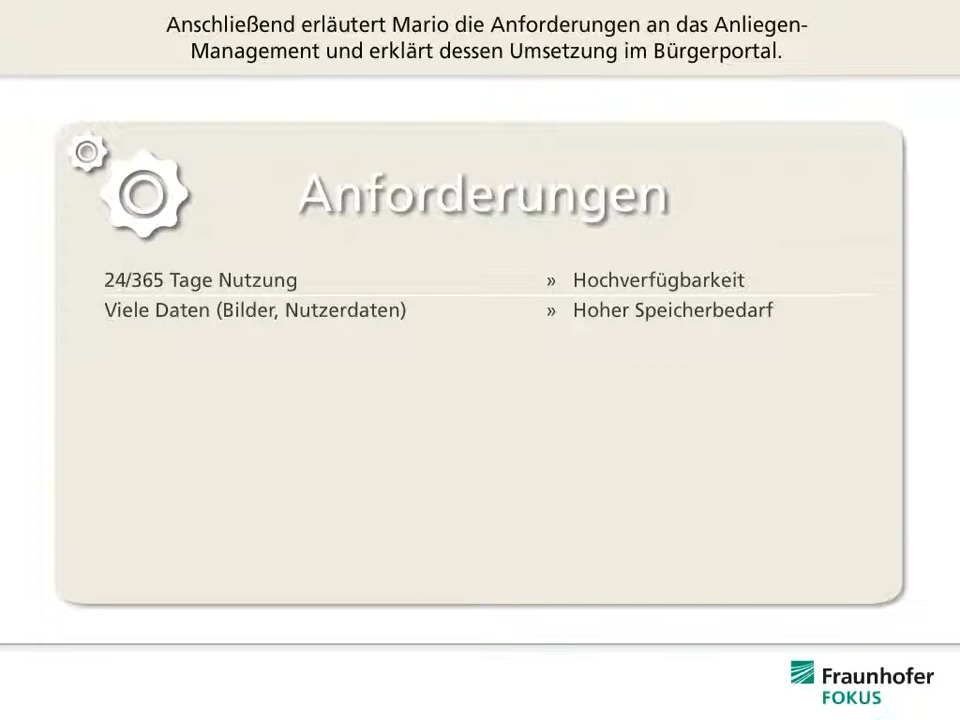 Anschließend erläutert Mario die Anforderungen an das Anliegen-
Management und erklärt dessen Umsetzung im Bürgerportal.
Anforderungen
24/365 Tage Nutzung » Hochverfügbarkeit
Viele Daten (Bilder, Nutzerdaten) » Hoher Speicherbedarf
Fraunhofer
FOKUS